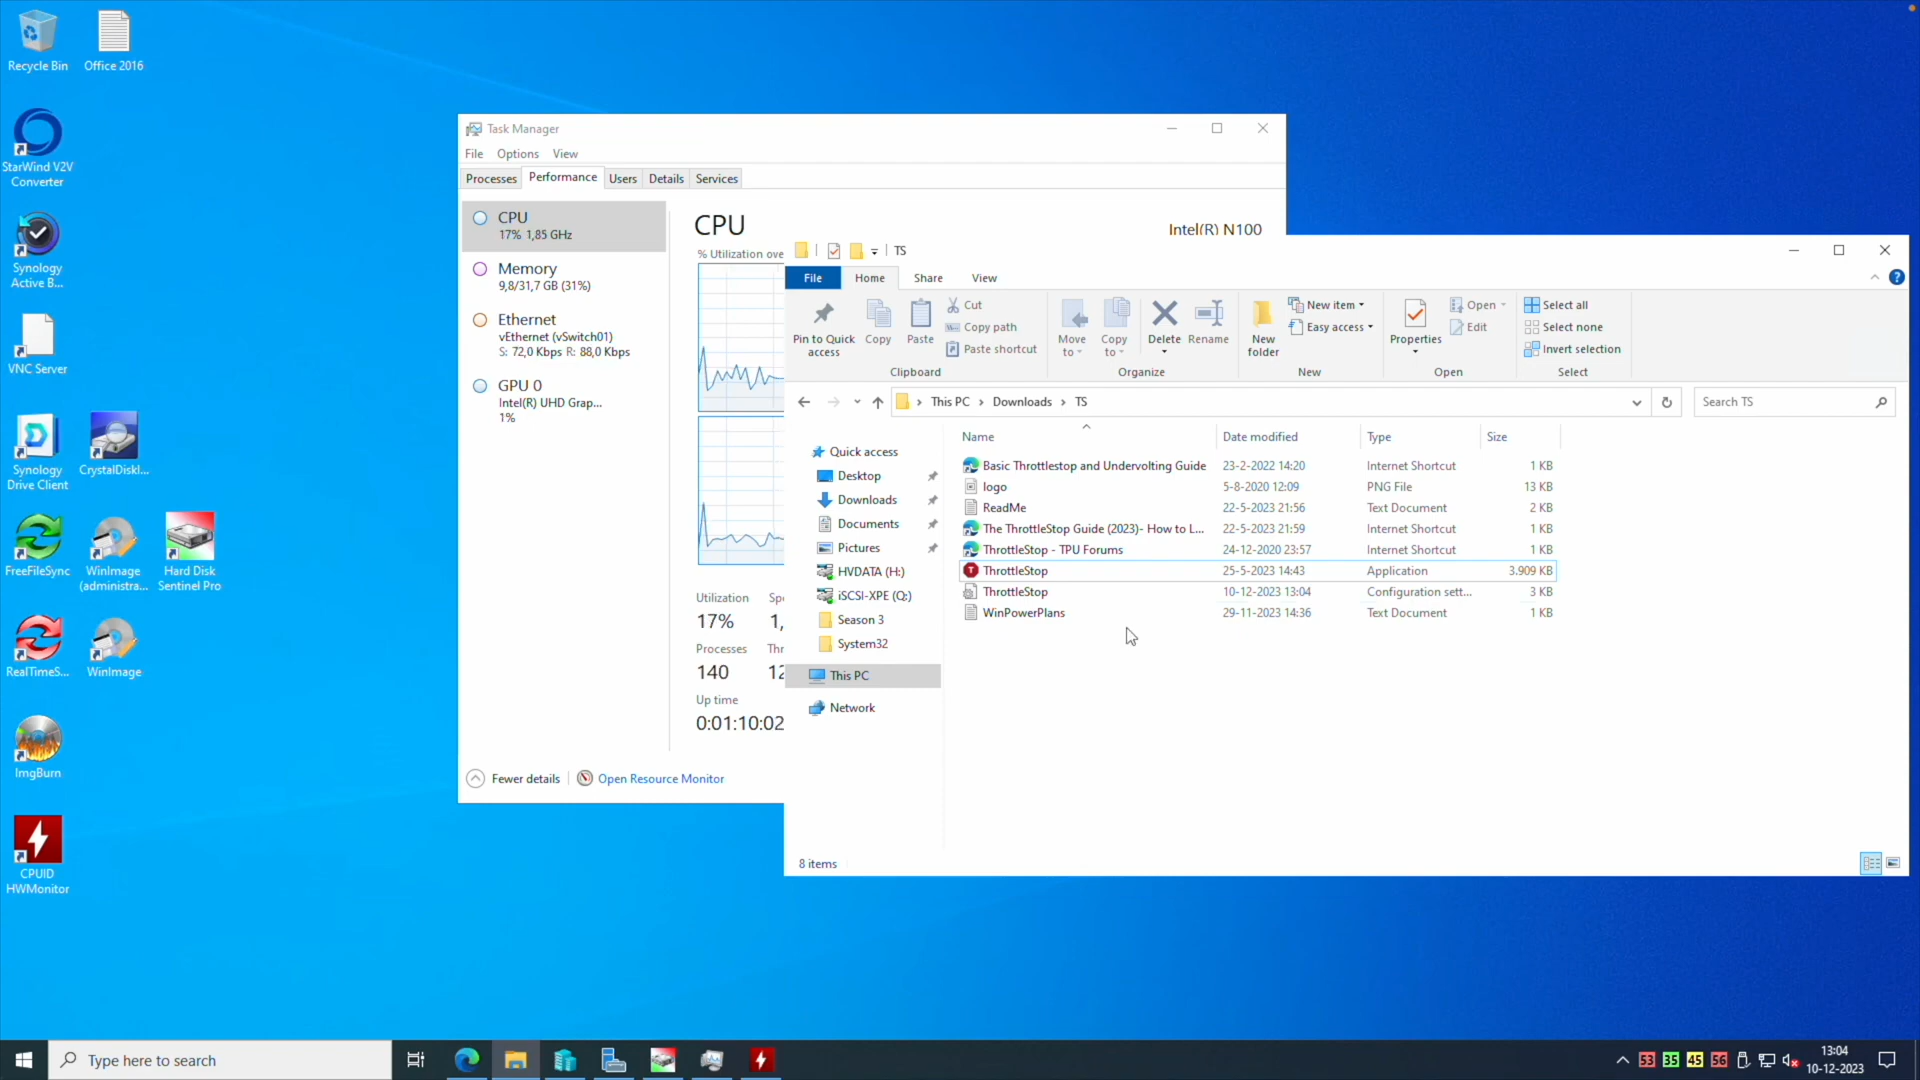 Recycle Bin
Office 2016
StarWind V2V
Converter
Synology
Active B...
VNC Server
Synology
Drive Client
CrystalDiskI...
FreeFileSync
WinImage
(administra...
Hard Disk
Sentinel Pro
RealTimeS...
WinImage
ImgBurn
CPUID
HWMonitor
Task Manager
File Options View
Processes Performance Users Details Services
CPU
17% 1,85 GHz
Memory
9,8/31,7 GB (31%)
Ethernet
vEthernet (vSwitch01)
S: 72,0 Kbps R: 88,0 Kbps
GPU 0
Intel(R) UHD Grap...
1%
CPU
Intel(R) N100
% Utilization ove
Utilization Sp
17% 1,
Processes Thr
140 12
Up time
0:01:10:02
Fewer details Open Resource Monitor
TS
File Home Share View
Pin to Quick
access
Copy
Paste
Cut
Copy path
Paste shortcut
Clipboard
Move
to
Copy
to
Delete
Rename
Organize
New
folder
New item
Easy access
New
Properties
Open
Edit
Open
Select all
Select none
Invert selection
Select
This PC Downloads TS
Search TS
Quick access
Desktop
Downloads
Documents
Pictures
HVDATA (H:)
iSCSI-XPE (Q:)
Season 3
System32
This PC
Network
Name Date modified Type Size
Basic Throttlestop and Undervolting Guide 23-2-2022 14:20 Internet Shortcut 1 KB
logo 5-8-2020 12:09 PNG File 13 KB
ReadMe 22-5-2023 21:56 Text Document 2 KB
The ThrottleStop Guide (2023)- How to L... 22-5-2023 21:59 Internet Shortcut 1 KB
ThrottleStop - TPU Forums 24-12-2020 23:57 Internet Shortcut 1 KB
ThrottleStop 25-5-2023 14:43 Application 3.909 KB
ThrottleStop 10-12-2023 13:04 Configuration sett... 3 KB
WinPowerPlans 29-11-2023 14:36 Text Document 1 KB
8 items
Type here to search
53 35 45 56
13:04
10-12-2023